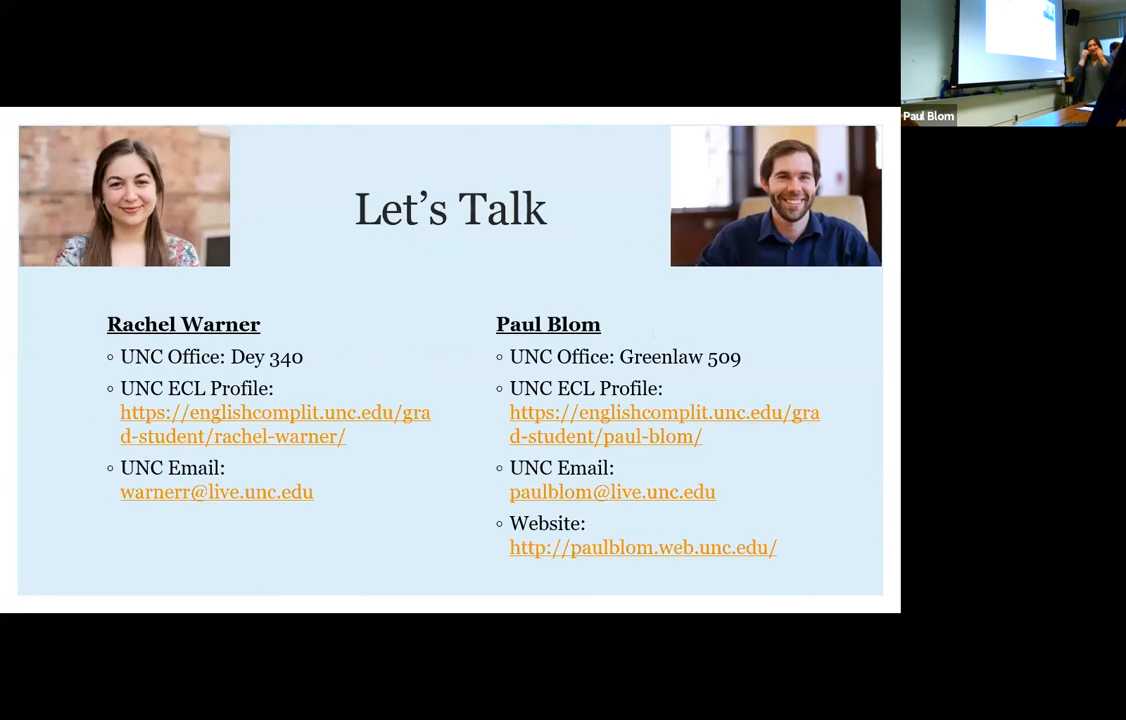 Paul Blom
Let's Talk
Rachel Warner
UNC Office: Dey 340
UNC ECL Profile:
https://englishcomplit.unc.edu/gra
d-student/rachel-warner/
UNC Email:
warnerr@live.unc.edu
Paul Blom
UNC Office: Greenlaw 509
UNC ECL Profile:
https://englishcomplit.unc.edu/gra
d-student/paul-blom/
UNC Email:
paulblom@live.unc.edu
Website:
http://paulblom.web.unc.edu/